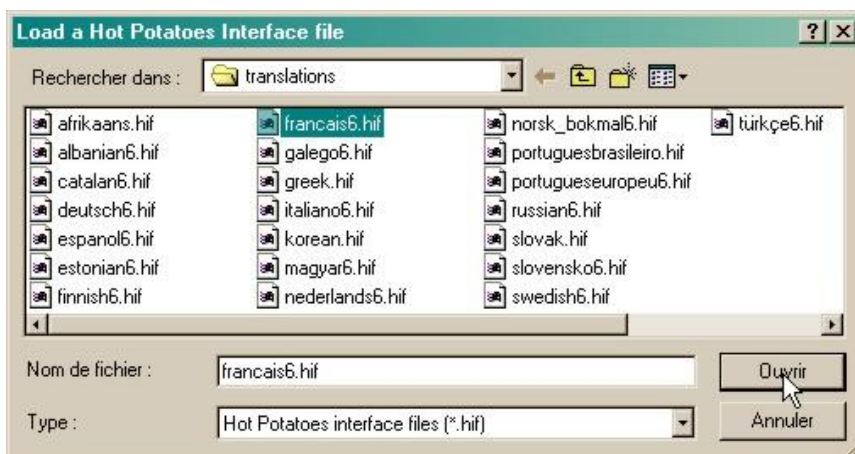 Load a Hot Potatoes Interface file
Rechercher dans : translations
afrikaans.hif
albanian6.hif
catalan6.hif
deutsch6.hif
espanol6.hif
estonian6.hif
finnish6.hif
francais6.hif
galego6.hif
greek.hif
italiano6.hif
korean.hif
magyar6.hif
nederlands6.hif
norsk_bokmal6.hif
portuguesbrasileiro.hif
portugueseuropeu6.hif
russian6.hif
slovak.hif
slovensko6.hif
swedish6.hif
türkçe6.hif
Nom de fichier : francais6.hif
Ouvrir
Type : Hot Potatoes interface files (*.hif)
Annuler